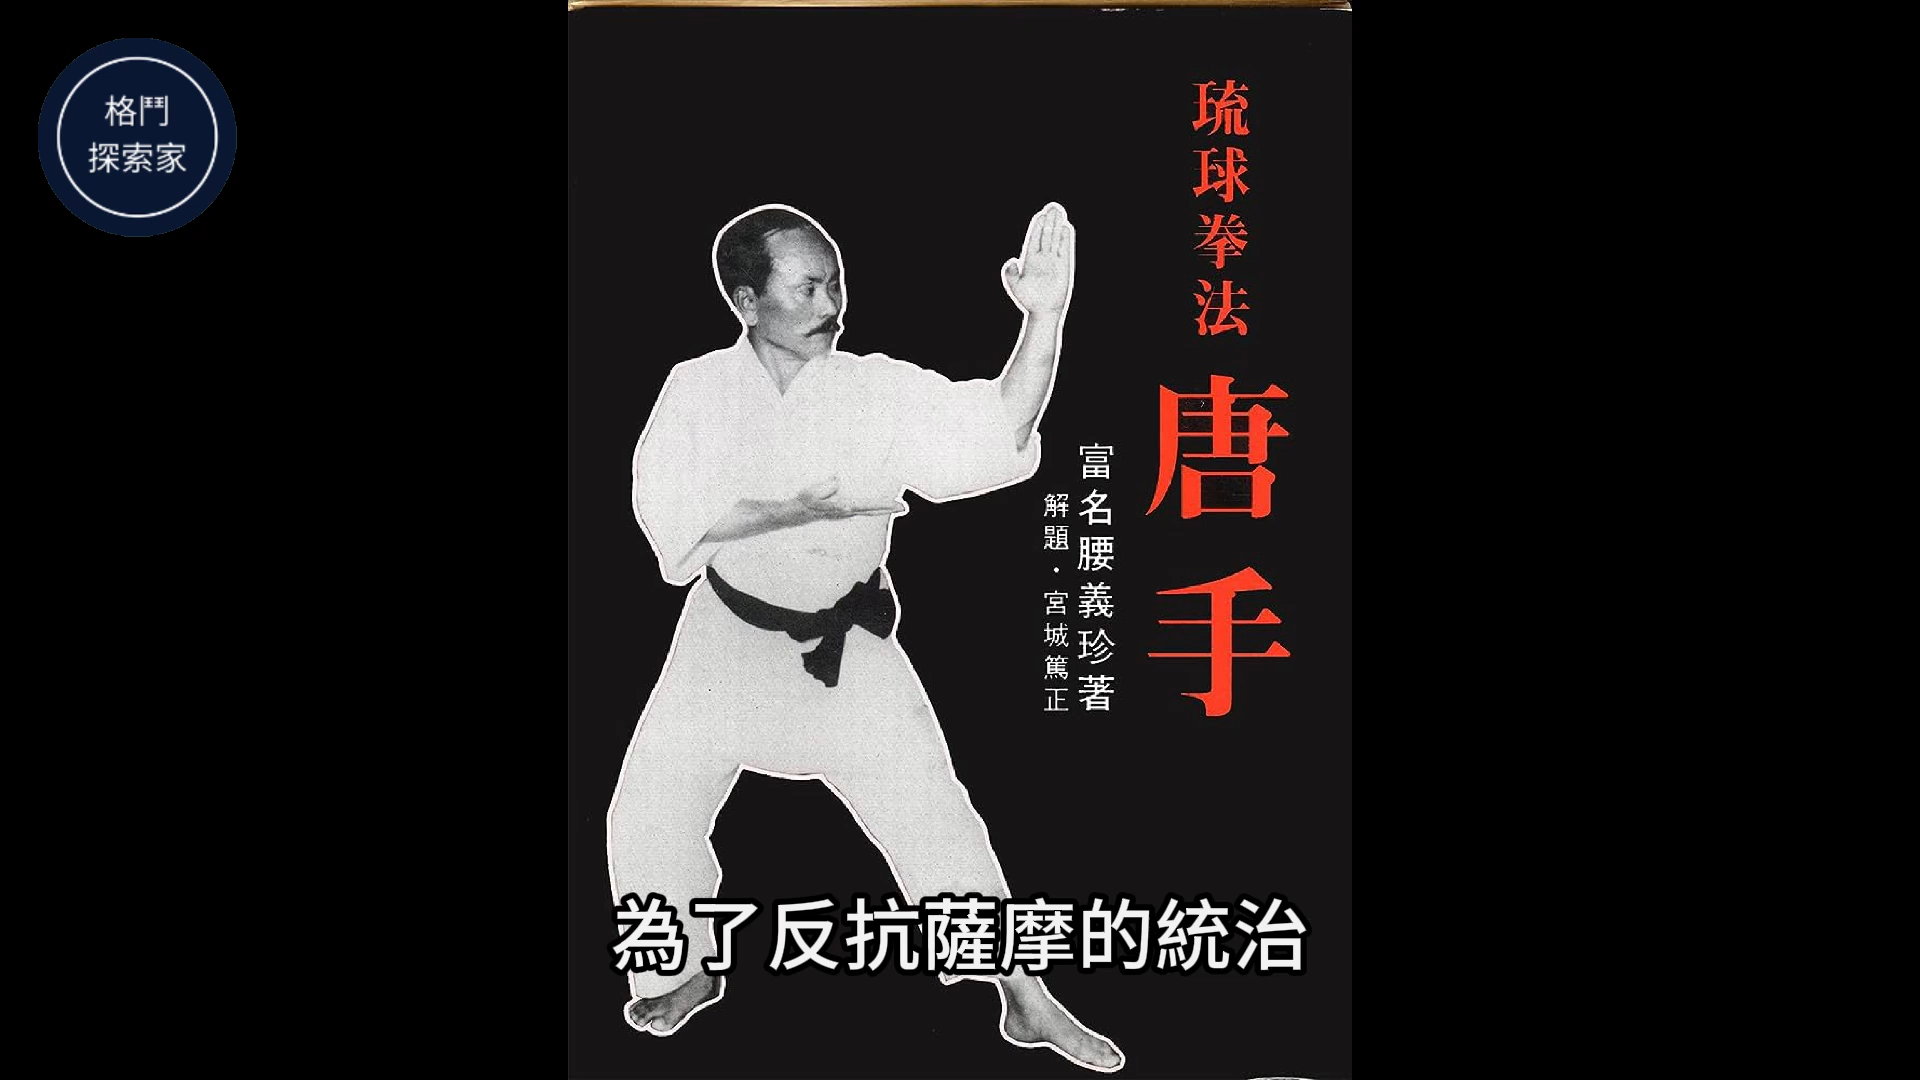 格鬥
探索家
琉球拳法
唐手
富名腰義珍著
解題・宮城篤正
為了反抗薩摩的統治